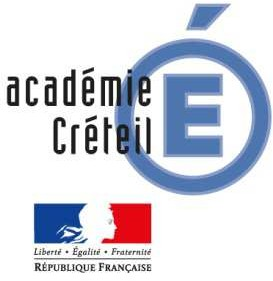 académie
Créteil
É
Liberté • Égalité • Fraternité
RÉPUBLIQUE FRANÇAISE